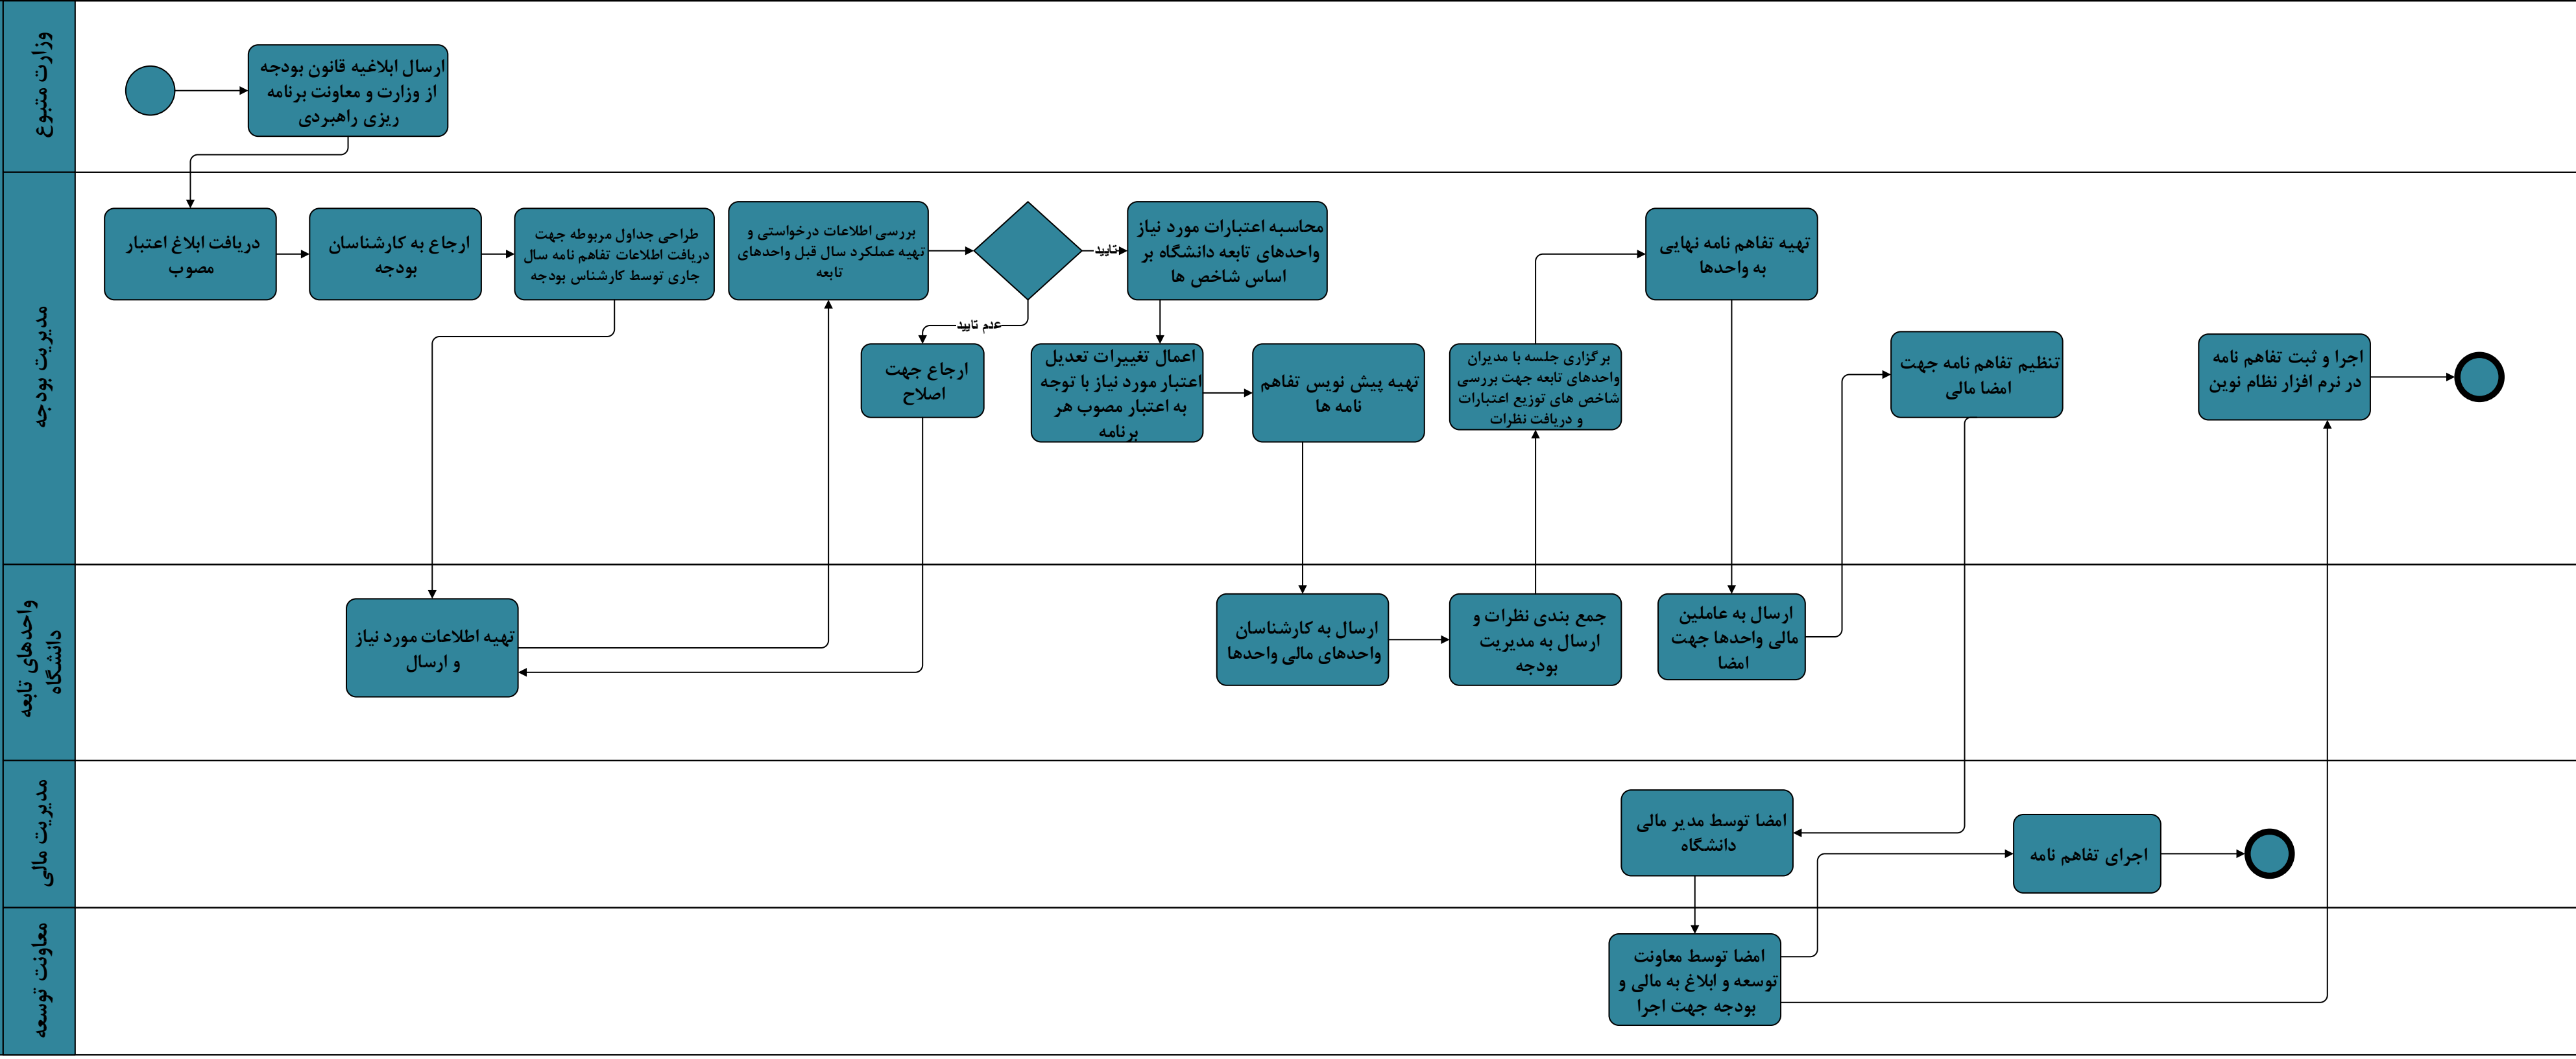 وزارت متبوع
ارسال ابلاغیه قانون بودجه
از وزارت و معاونت برنامه
ریزی راهبردی
مدیریت بودجه
دریافت ابلاغ اعتبار
مصوب
ارجاع به کارشناسان
بودجه
طراحی جداول مربوطه جهت
دریافت اطلاعات تفاهم نامه سال
جاری توسط کارشناس بودجه
بررسی اطلاعات درخواستی و
تهیه عملکرد سال قبل واحدهای
تابعه
تایید
عدم تایید
ارجاع جهت
اصلاح
محاسبه اعتبارات مورد نیاز
واحدهای تابعه دانشگاه بر
اساس شاخص ها
اعمال تغییرات تعدیل
اعتبار مورد نیاز با توجه
به اعتبار مصوب هر
برنامه
تهیه پیش نویس تفاهم
نامه ها
برگزاری جلسه با مدیران
واحدهای تابعه جهت بررسی
شاخص های توزیع اعتبارات
و دریافت نظرات
تهیه تفاهم نامه نهایی
به واحدها
تنظیم تفاهم نامه جهت
امضا مالی
اجرا و ثبت تفاهم نامه
در نرم افزار نظام نوین
واحدهای تابعه
دانشگاه
تهیه اطلاعات مورد نیاز
و ارسال
ارسال به کارشناسان
واحدهای مالی واحدها
جمع بندی نظرات و
ارسال به مدیریت
بودجه
ارسال به عاملین
مالی واحدها جهت
امضا
مدیریت مالی
امضا توسط مدیر مالی
دانشگاه
اجرای تفاهم نامه
معاونت توسعه
امضا توسط معاونت
توسعه و ابلاغ به مالی و
بودجه جهت اجرا